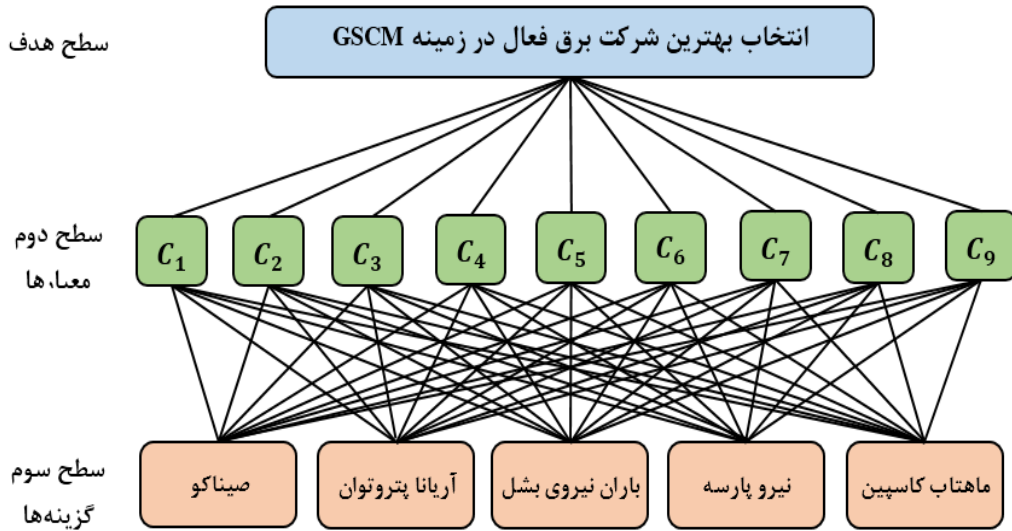 سطح هدف
انتخاب بهترین شرکت برق فعال در زمینه GSCM
سطح دوم
معیارها
C₁ C₂ C₃ C₄ C₅ C₆ C₇ C₈ C₉
سطح سوم
گزینه‌ها
صیناکو آریانا پتروتوان باران نیروی بشل نیرو پارسه ماهتاب کاسپین